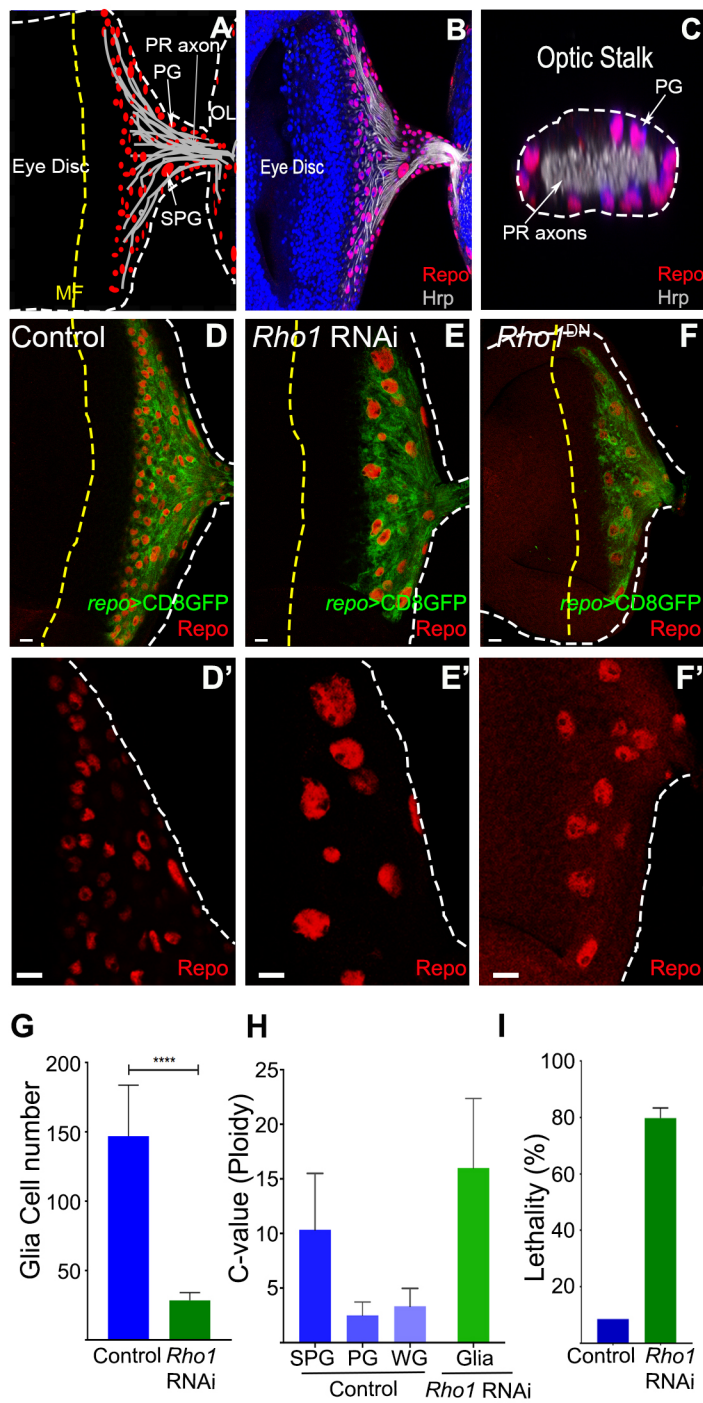 A
PR axon
PG
OL
Eye Disc
SPG
MF
B
Eye Disc
Repo
Hrp
C
Optic Stalk
PG
PR axons
Repo
Hrp
Control
D
repo>CD8GFP
Repo
Rho1 RNAi
E
repo>CD8GFP
Repo
Rho1DN
F
repo>CD8GFP
Repo
D'
Repo
E'
Repo
F'
Repo
G
Glia Cell number
200
150
100
50
****
Control
Rho1
RNAi
H
C-value (Ploidy)
25
20
15
10
5
SPG
PG
WG
Glia
Control
Rho1 RNAi
I
Lethality (%)
100
80
60
40
20
Control
Rho1
RNAi